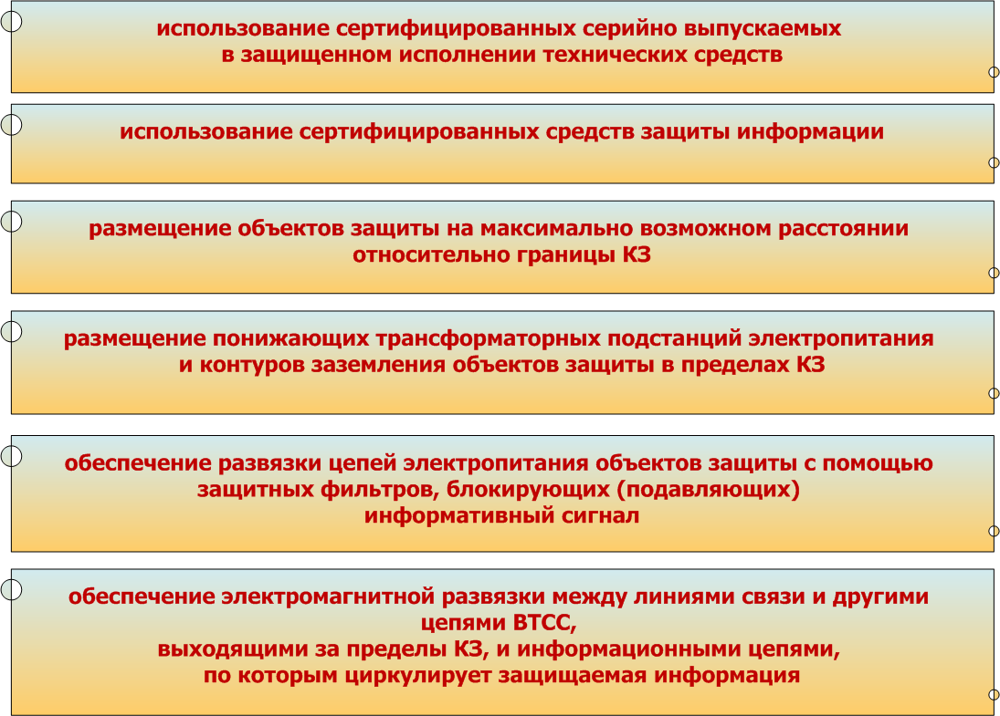 использование сертифицированных серийно выпускаемых
в защищенном исполнении технических средств
использование сертифицированных средств защиты информации
размещение объектов защиты на максимально возможном расстоянии
относительно границы КЗ
размещение понижающих трансформаторных подстанций электропитания
и контуров заземления объектов защиты в пределах КЗ
обеспечение развязки цепей электропитания объектов защиты с помощью
защитных фильтров, блокирующих (подавляющих)
информативный сигнал
обеспечение электромагнитной развязки между линиями связи и другими
цепями ВТСС,
выходящими за пределы КЗ, и информационными цепями,
по которым циркулирует защищаемая информация